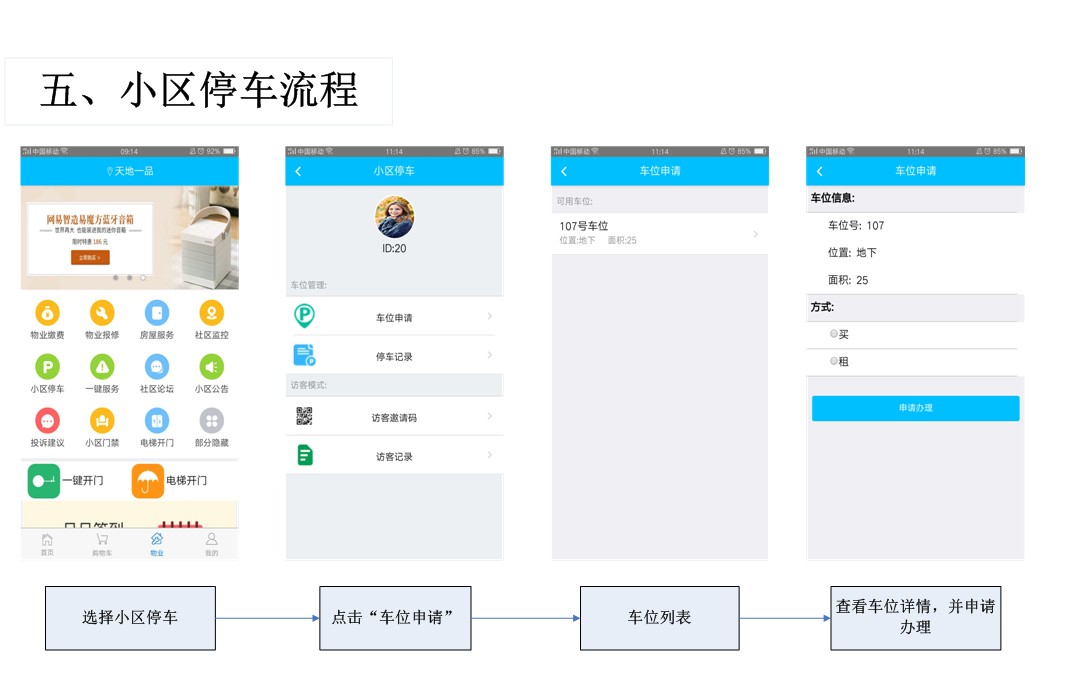 五、小区停车流程
中国移动 09:14 92%
天地一品
网易智造易魔方蓝牙音箱
世界再大 也能装进我的迷你音箱
限时特惠 186 元
立即购买 >
物业缴费 物业报修 房屋服务 社区监控
小区停车 一键服务 社区论坛 小区公告
投诉建议 小区门禁 电梯开门 部分隐藏
一键开门 电梯开门
日日签到
首页 购物车 物业 我的
中国移动 11:14 85%
小区停车
ID:20
车位管理:
车位申请
停车记录
访客模式:
访客邀请码
访客记录
中国移动 11:14 85%
车位申请
可用车位:
107号车位
位置:地下 面积:25
中国移动 11:14 85%
车位申请
车位信息:
车位号: 107
位置: 地下
面积: 25
方式:
买
租
申请办理
选择小区停车
点击“车位申请”
车位列表
查看车位详情，并申请
办理